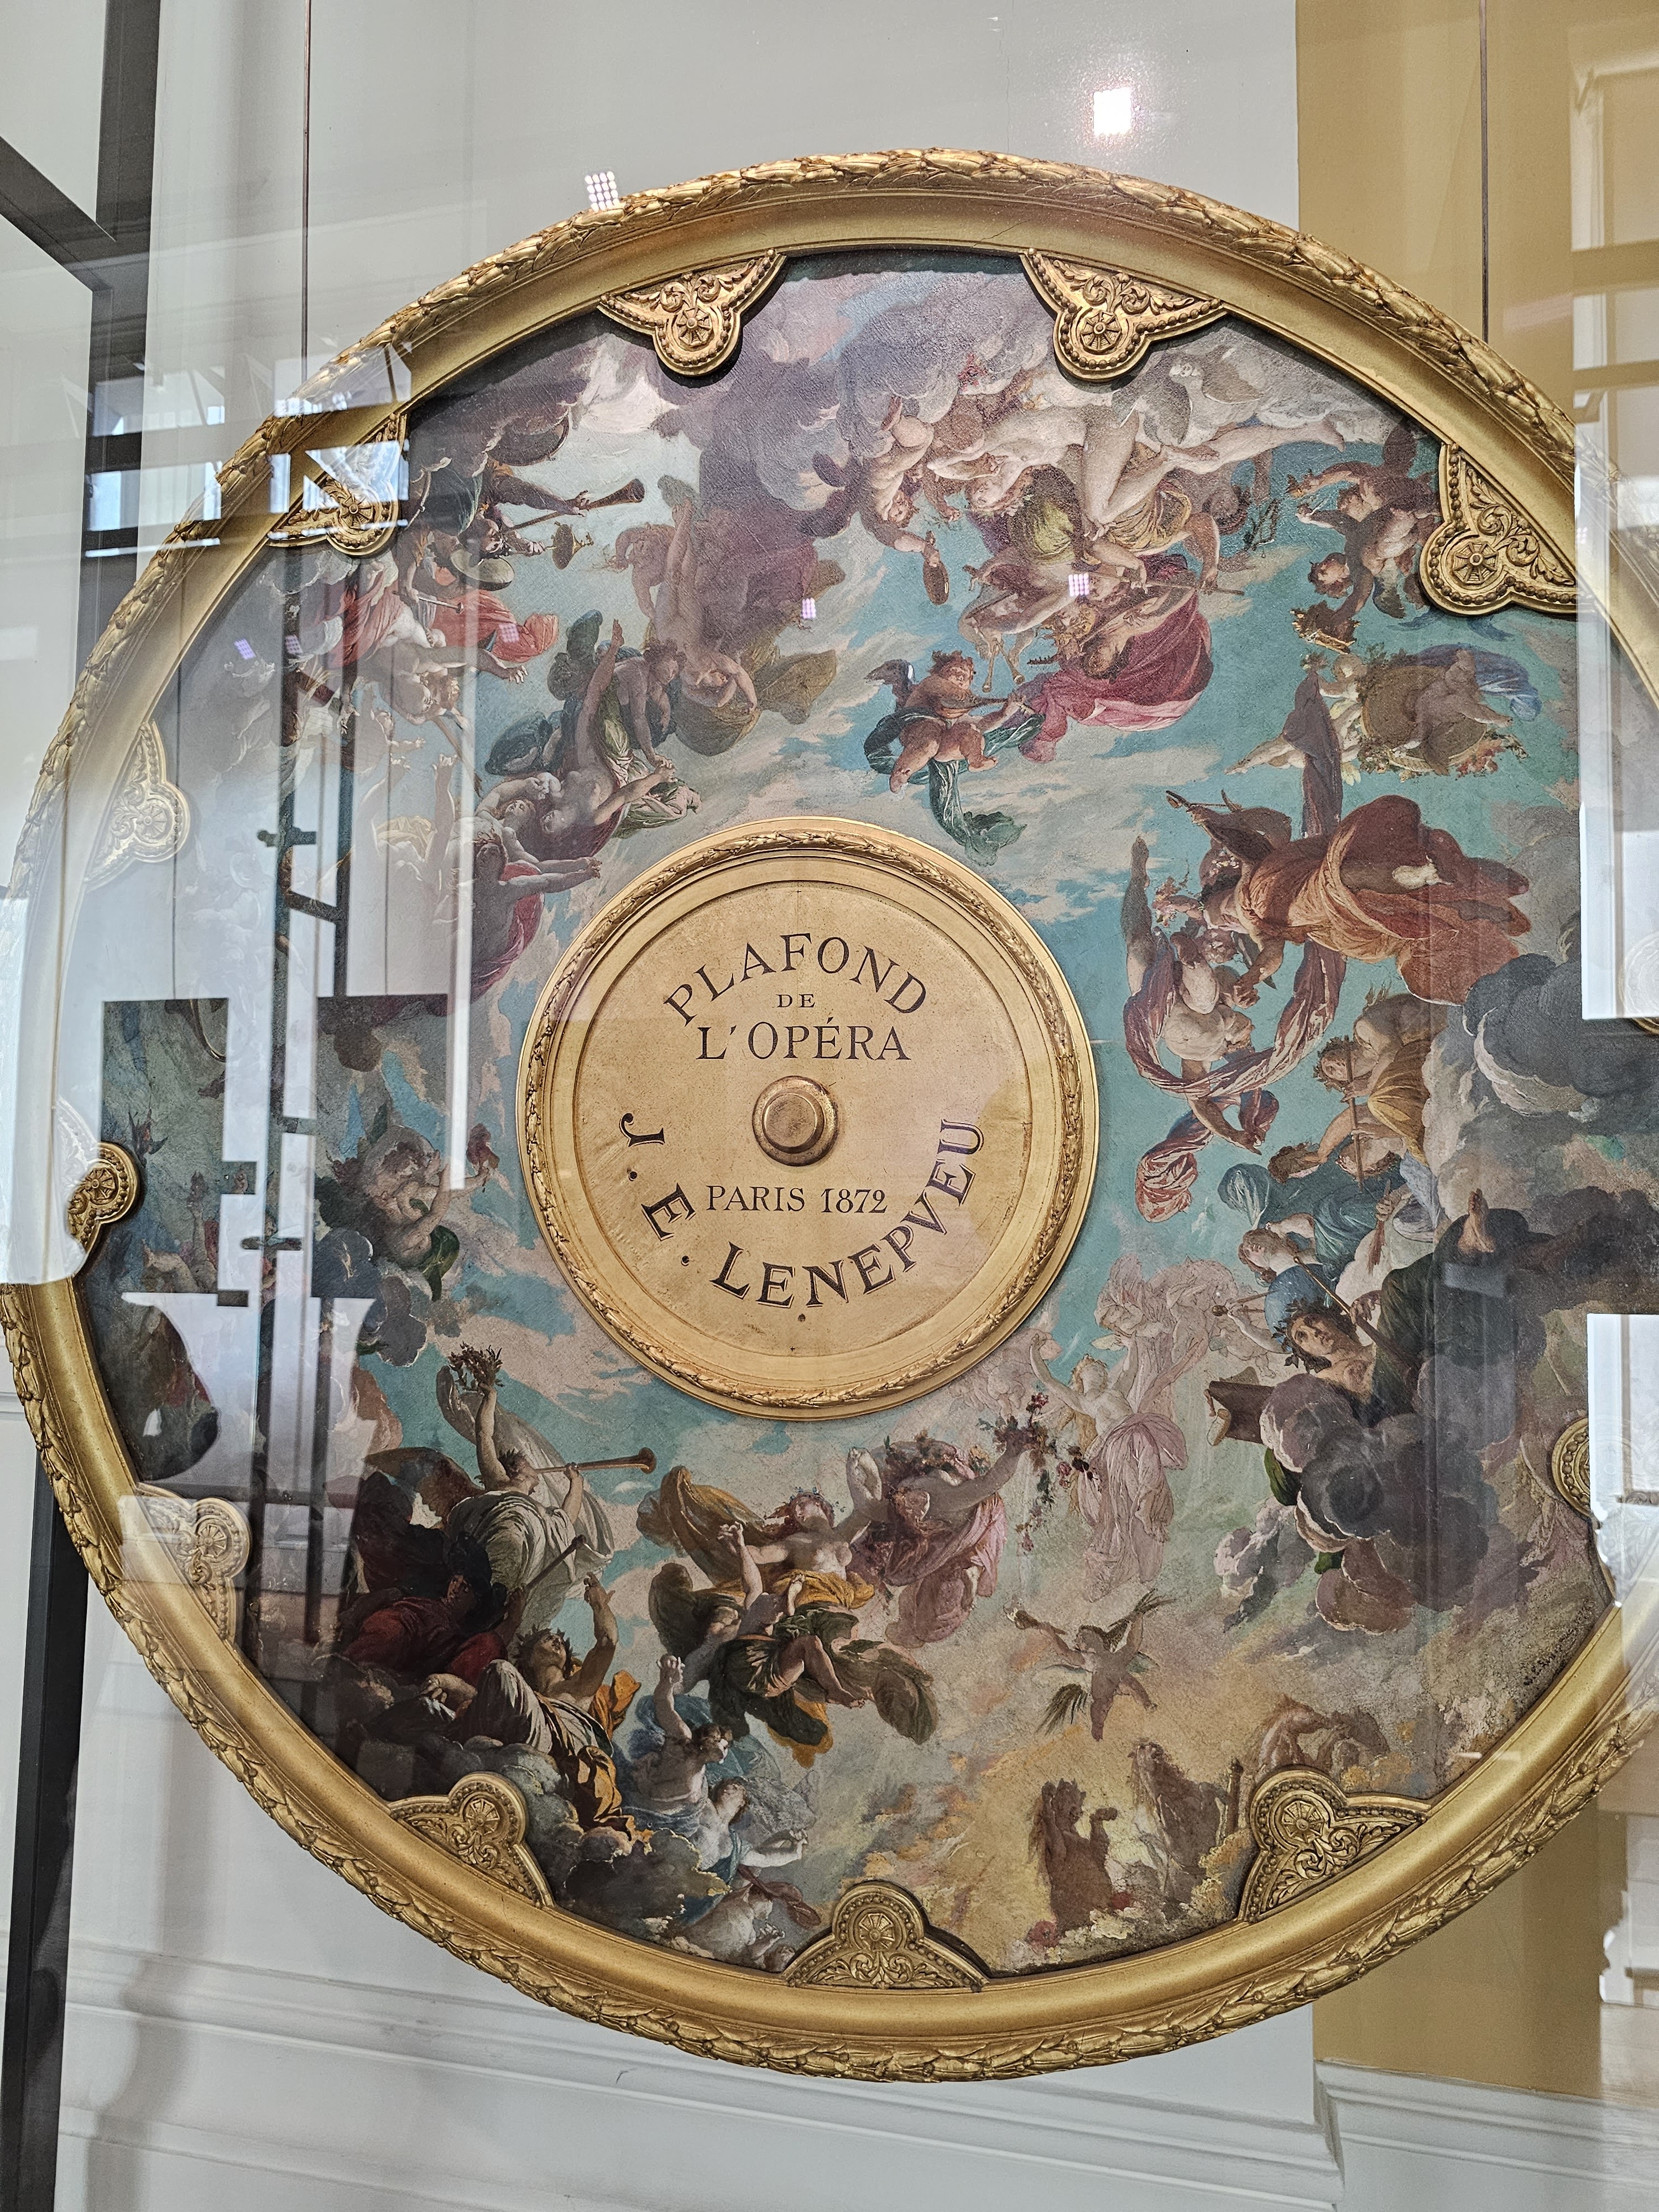 PLAFOND
DE
L'OPÉRA
PARIS 1872
J. E. LENEPVEU